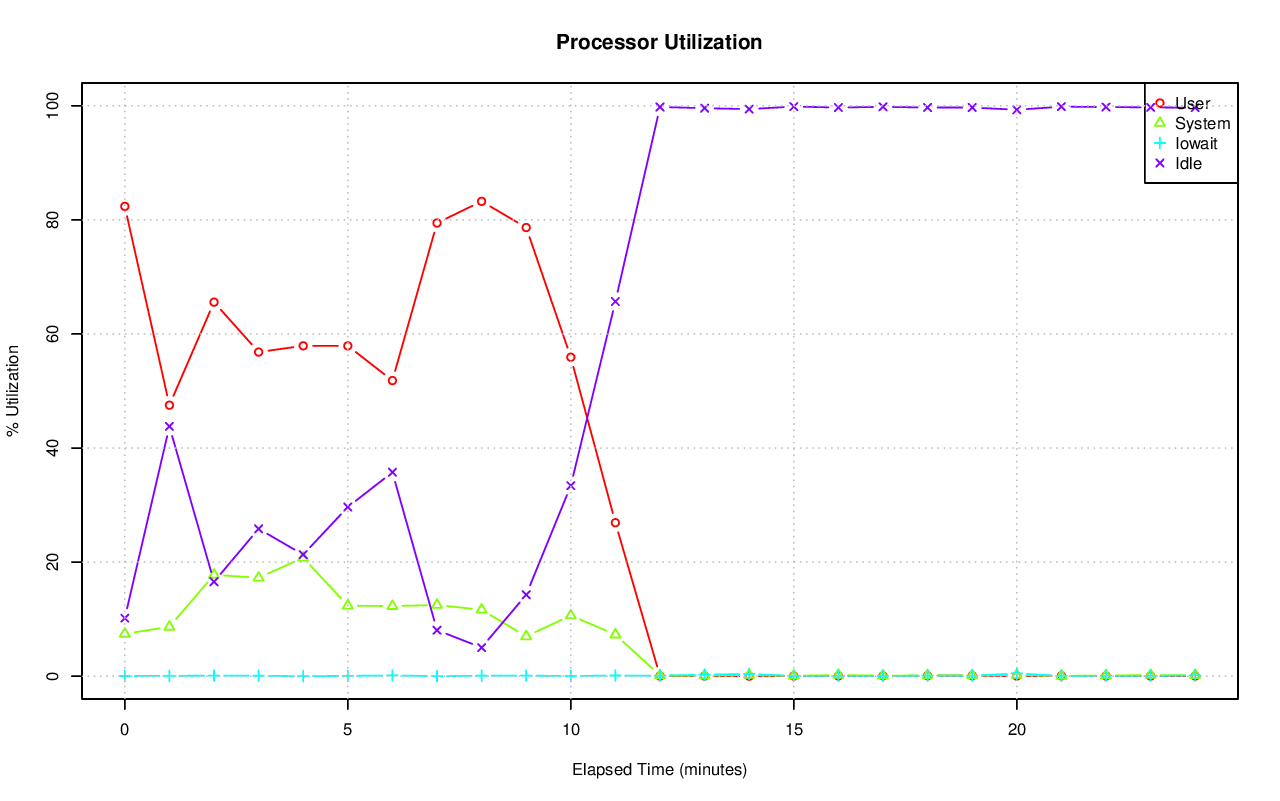 Processor Utilization
% Utilization
100
80
60
40
20
0
User
System
Iowait
Idle
0 5 10 15 20
Elapsed Time (minutes)